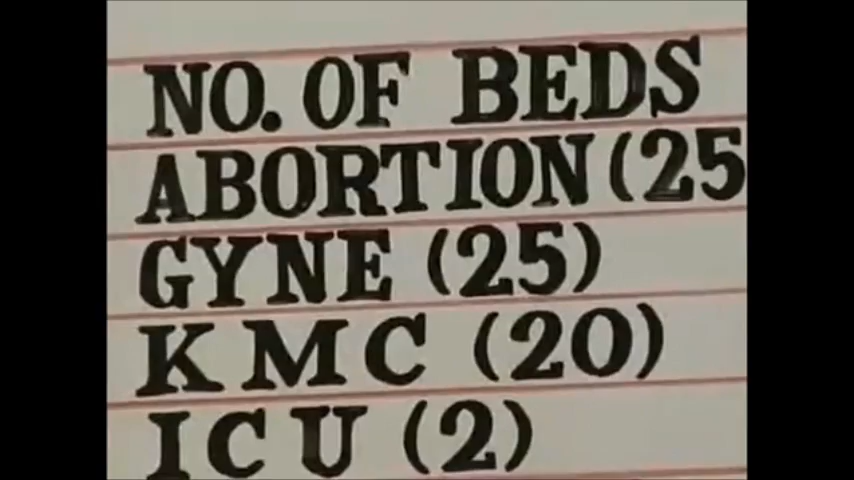 NO. OF BEDS
ABORTION (25
GYNE (25)
KMC (20)
ICU (2)